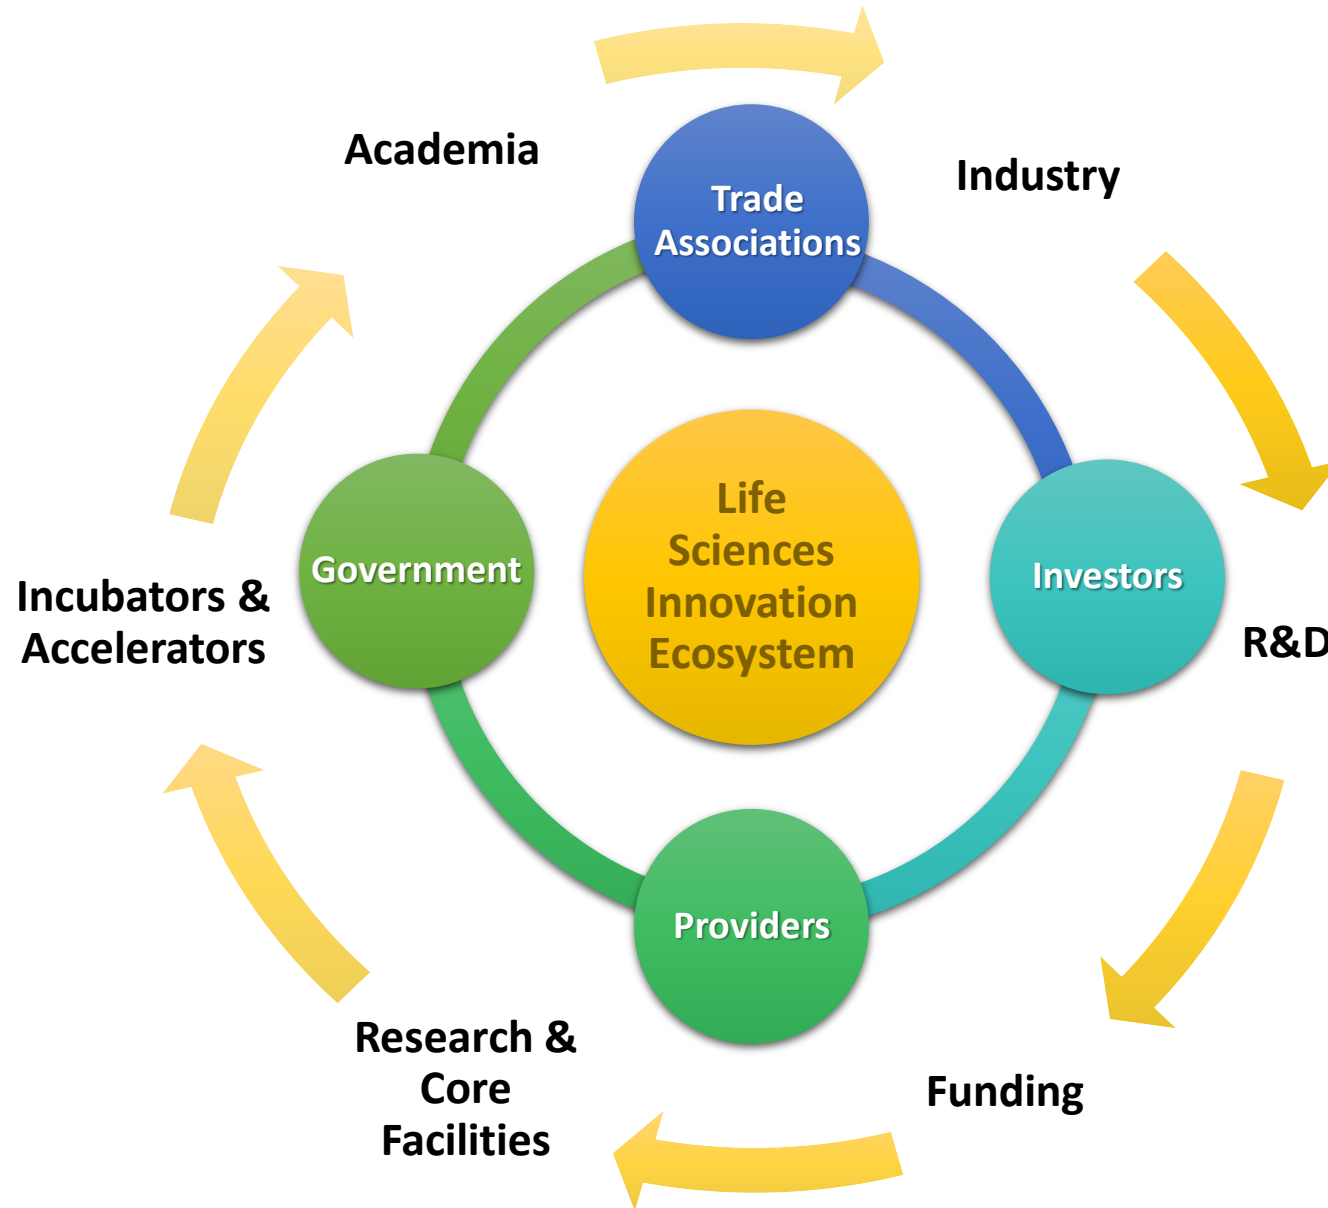 Academia
Industry
Trade
Associations
Life
Sciences
Innovation
Ecosystem
Government
Investors
Incubators &
Accelerators
R&D
Providers
Research &
Core
Facilities
Funding